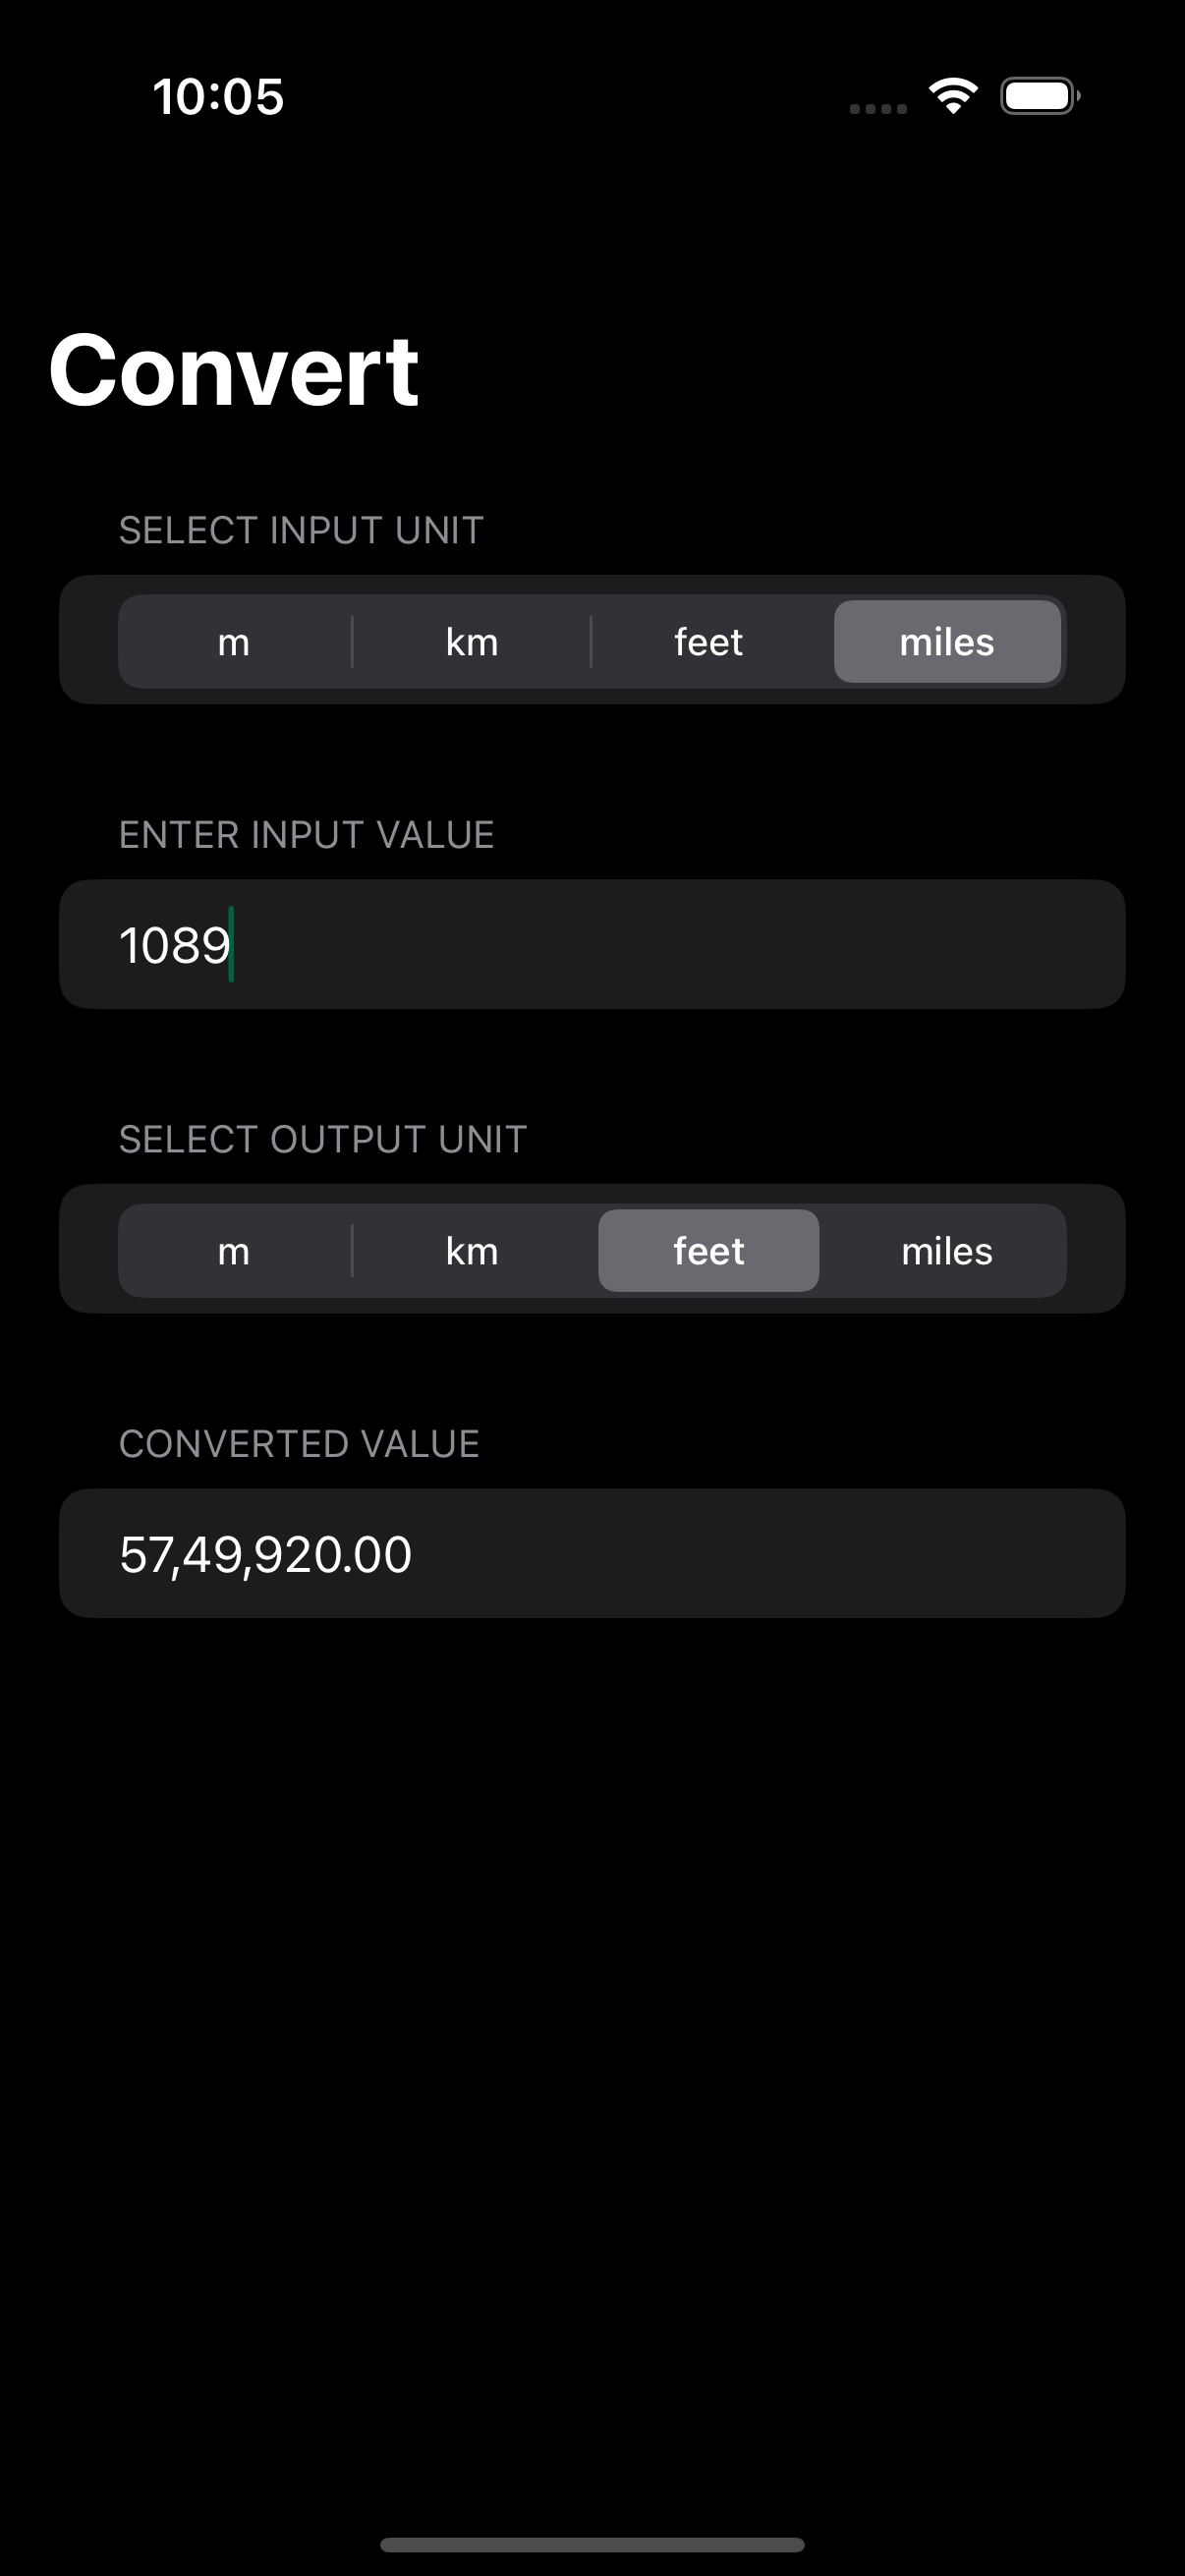 10:05
Convert
SELECT INPUT UNIT
m km feet miles
ENTER INPUT VALUE
1089
SELECT OUTPUT UNIT
m km feet miles
CONVERTED VALUE
57,49,920.00